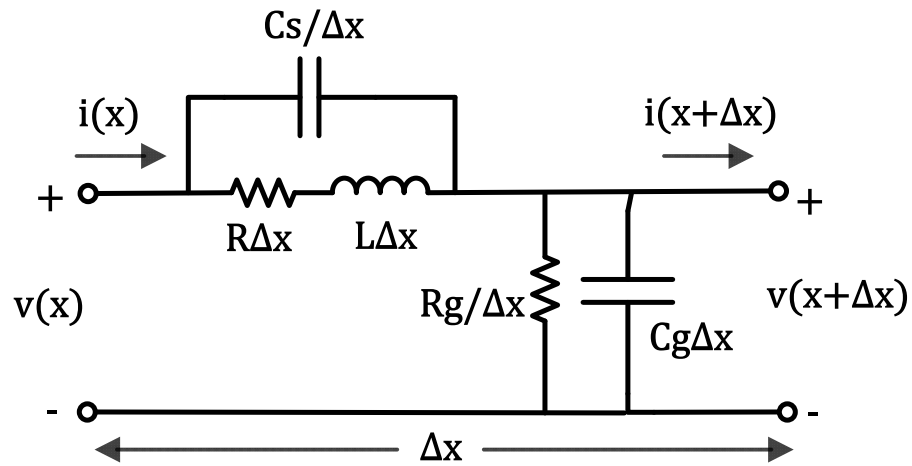 Cs/Δx
i(x)
i(x+Δx)
+
+
RΔx
LΔx
v(x)
Rg/Δx
CgΔx
v(x+Δx)
-
-
Δx